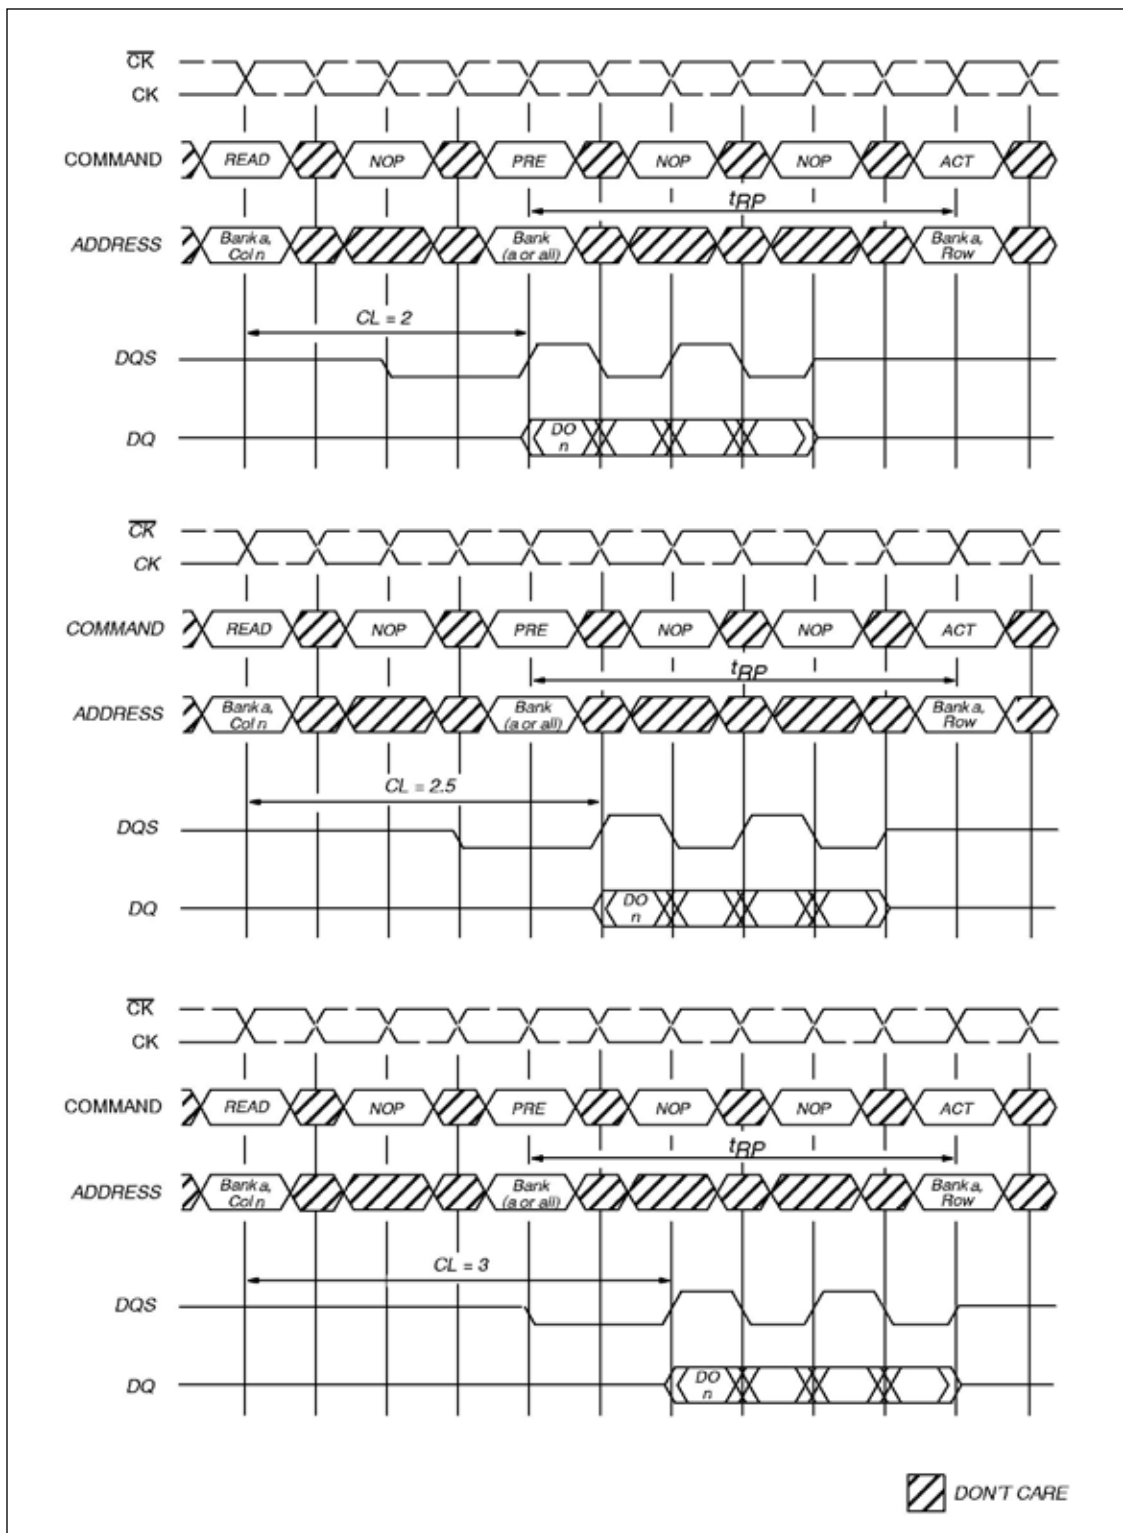 C̅K̅
CK
COMMAND READ NOP PRE NOP NOP ACT
tRP
ADDRESS Bank a, Col n Bank (a or all) Bank a, Row
CL = 2
DQS
DQ DO n
C̅K̅
CK
COMMAND READ NOP PRE NOP NOP ACT
tRP
ADDRESS Bank a, Col n Bank (a or all) Bank a, Row
CL = 2.5
DQS
DQ DO n
C̅K̅
CK
COMMAND READ NOP PRE NOP NOP ACT
tRP
ADDRESS Bank a, Col n Bank (a or all) Bank a, Row
CL = 3
DQS
DQ DO n
DON'T CARE